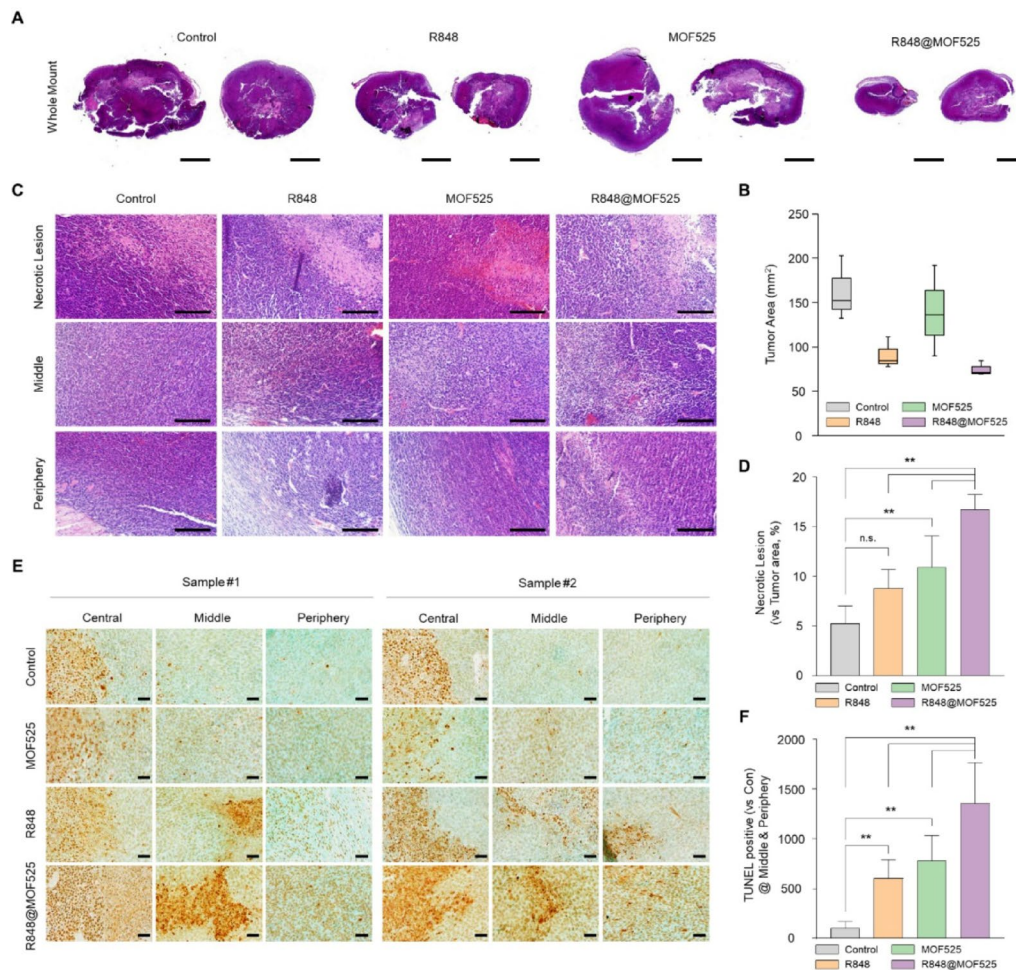 A
Control
R848
MOF525
R848@MOF525
Whole Mount
C
Control
R848
MOF525
R848@MOF525
Necrotic Lesion
Middle
Periphery
B
250
200
150
100
50
0
Tumor Area (mm²)
Control
MOF525
R848
R848@MOF525
D
20
15
10
5
0
Necrotic Lesion
(vs Tumor area, %)
**
**
n.s.
Control
MOF525
R848
R848@MOF525
E
Sample #1
Sample #2
Central
Middle
Periphery
Central
Middle
Periphery
Control
MOF525
R848
R848@MOF525
F
2000
1500
1000
500
0
TUNEL positive (vs Con)
@ Middle & Periphery
**
**
**
Control
MOF525
R848
R848@MOF525